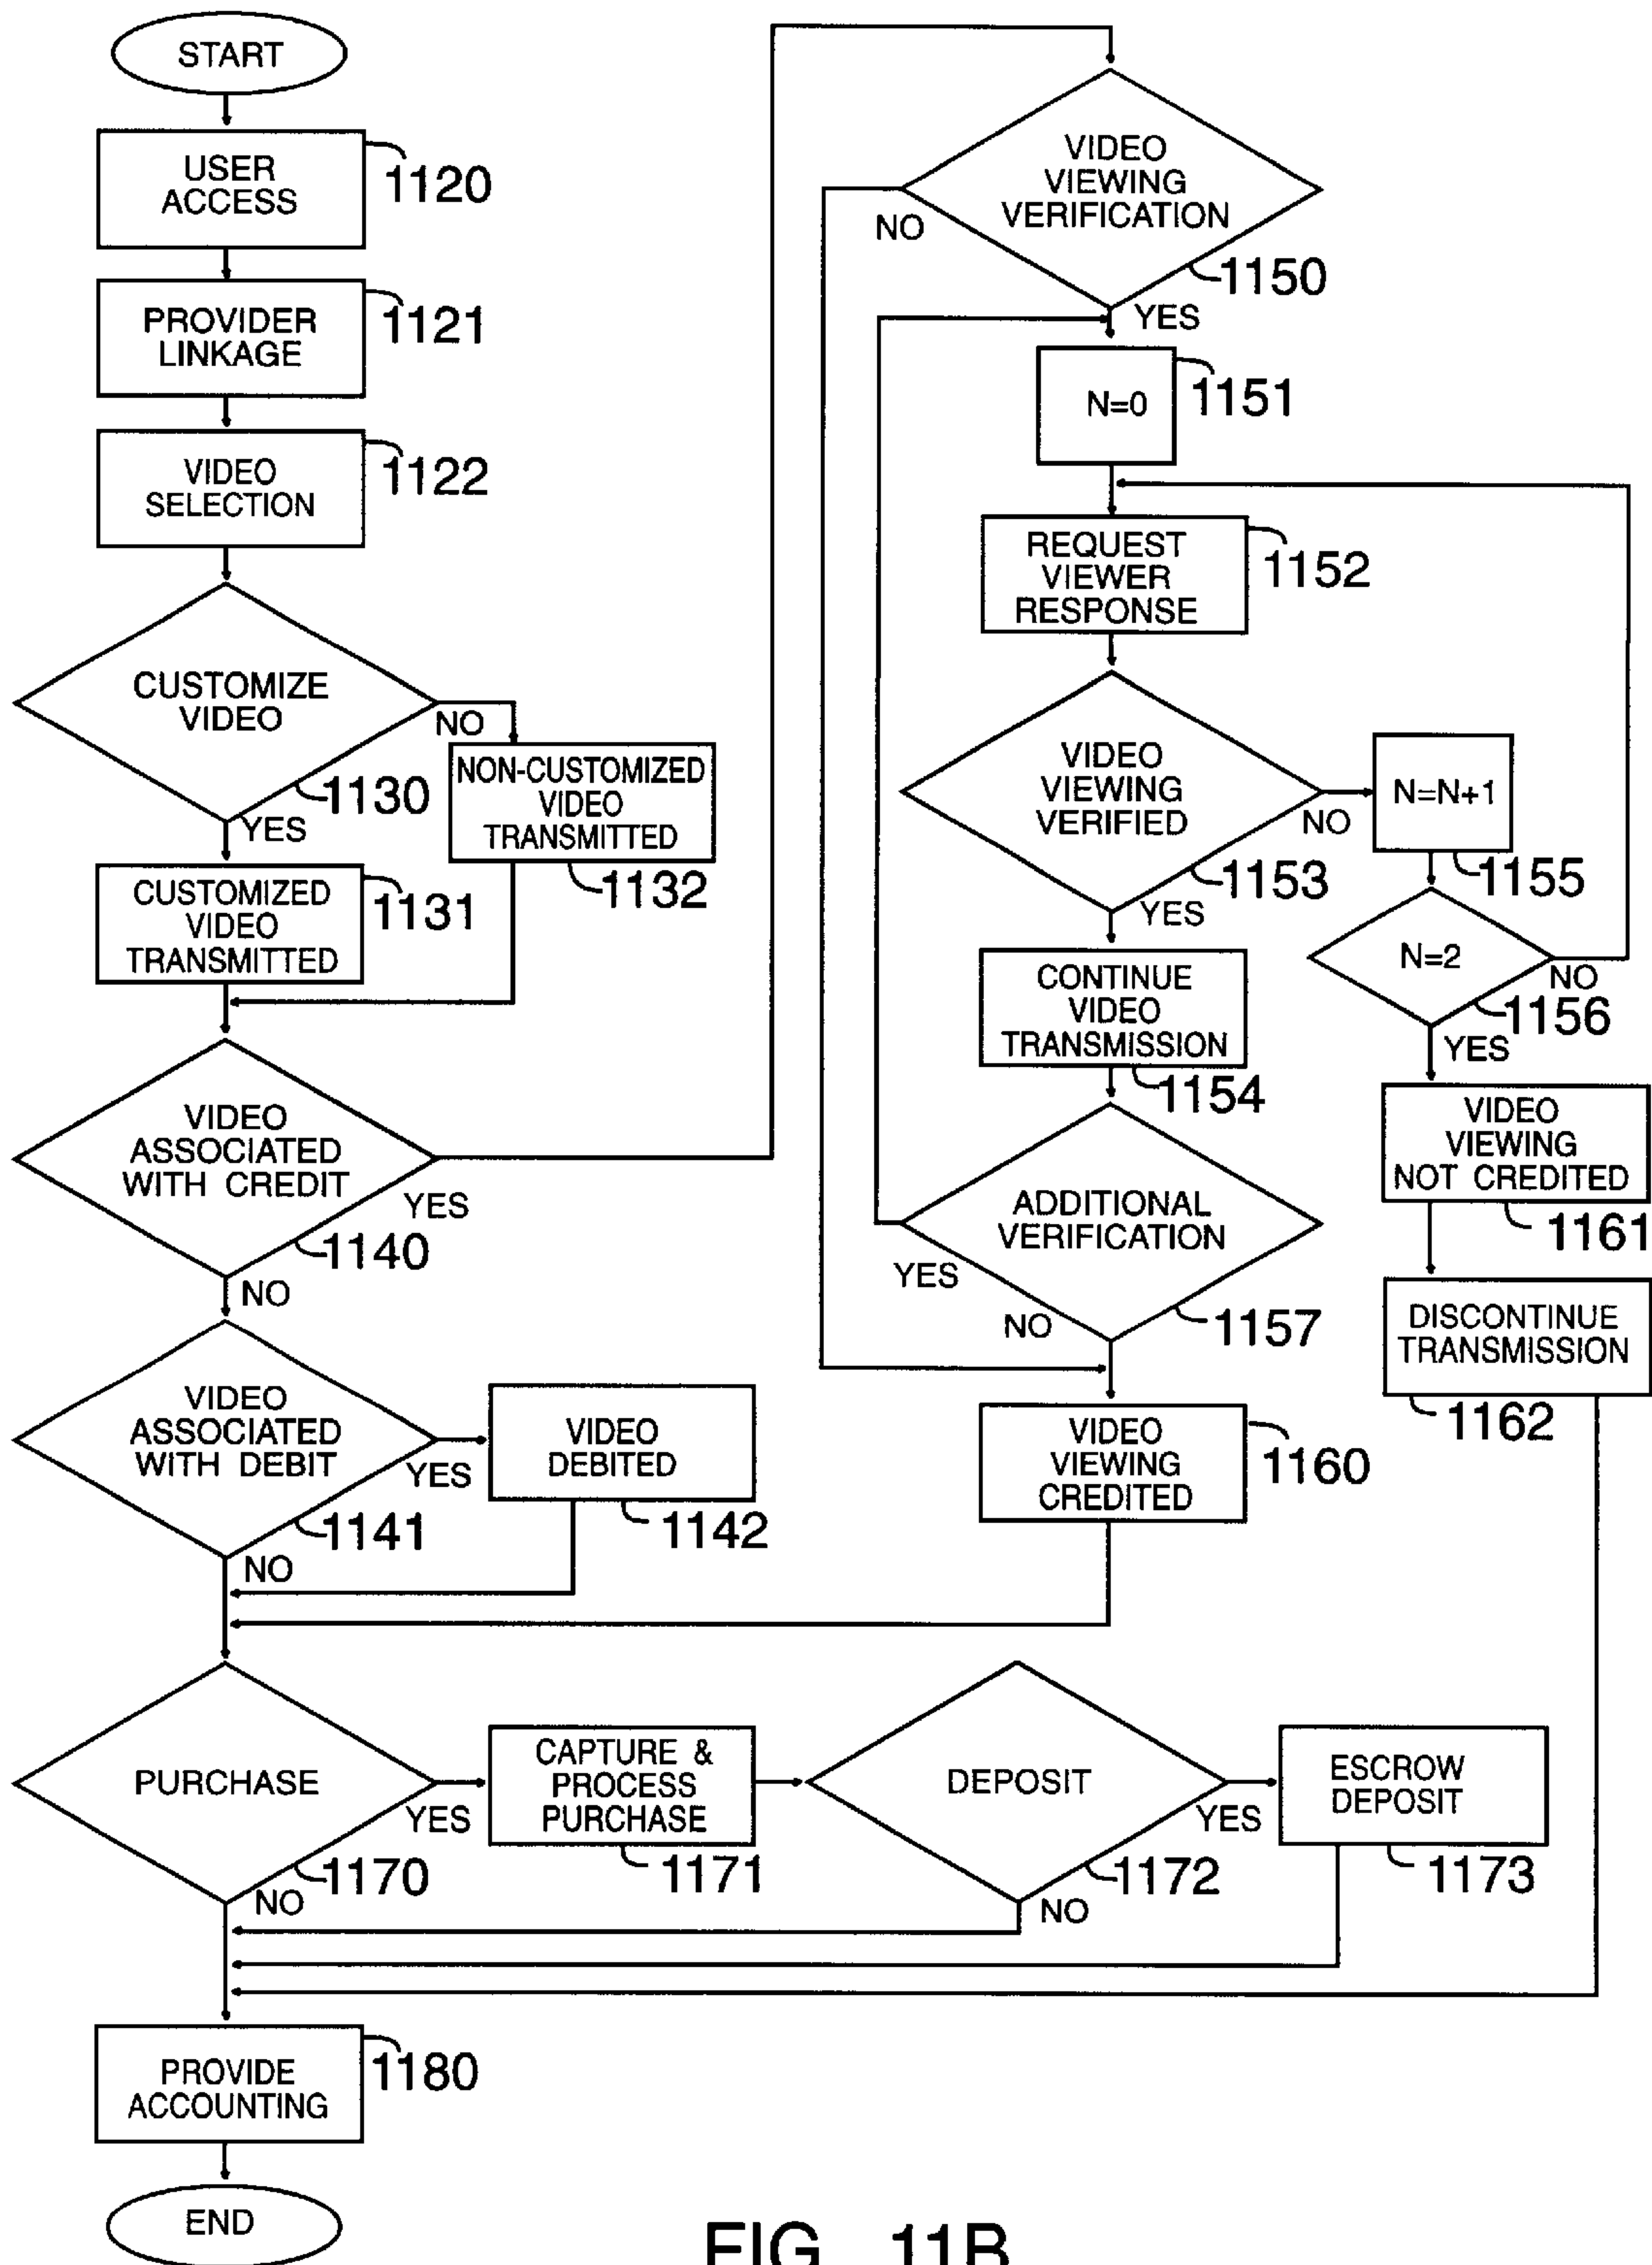 START
USER
ACCESS
1120
PROVIDER
LINKAGE
1121
VIDEO
SELECTION
1122
CUSTOMIZE
VIDEO
NO
1130
YES
NON-CUSTOMIZED
VIDEO
TRANSMITTED
1132
CUSTOMIZED
VIDEO
TRANSMITTED
1131
VIDEO
ASSOCIATED
WITH CREDIT
YES
1140
NO
VIDEO
ASSOCIATED
WITH DEBIT
YES
1141
NO
VIDEO
DEBITED
1142
VIDEO
VIEWING
VERIFICATION
NO
1150
YES
N=0
1151
REQUEST
VIEWER
RESPONSE
1152
VIDEO
VIEWING
VERIFIED
NO
1153
YES
N=N+1
1155
N=2
NO
1156
YES
CONTINUE
VIDEO
TRANSMISSION
1154
ADDITIONAL
VERIFICATION
YES
NO
1157
VIDEO
VIEWING
NOT CREDITED
1161
DISCONTINUE
TRANSMISSION
1162
VIDEO
VIEWING
CREDITED
1160
PURCHASE
YES
1170
NO
CAPTURE &
PROCESS
PURCHASE
1171
DEPOSIT
YES
1172
NO
ESCROW
DEPOSIT
1173
PROVIDE
ACCOUNTING
1180
END
FIG. 11B